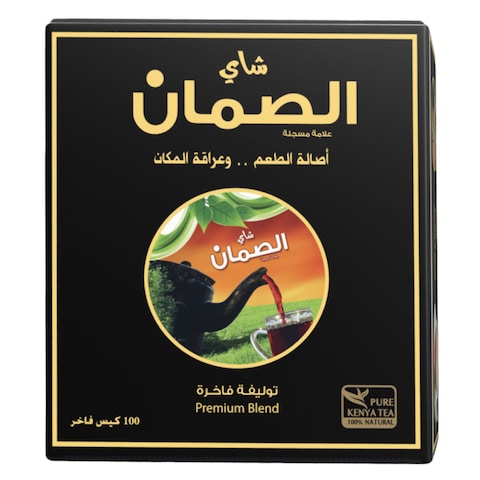 شاي
الصمان
علامة مسجلة
أصالة الطعم .. وعراقة المكان
شاي
الصمان
توليفة فاخرة
Premium Blend
100 كيس فاخر
PURE
KENYA TEA
100% NATURAL